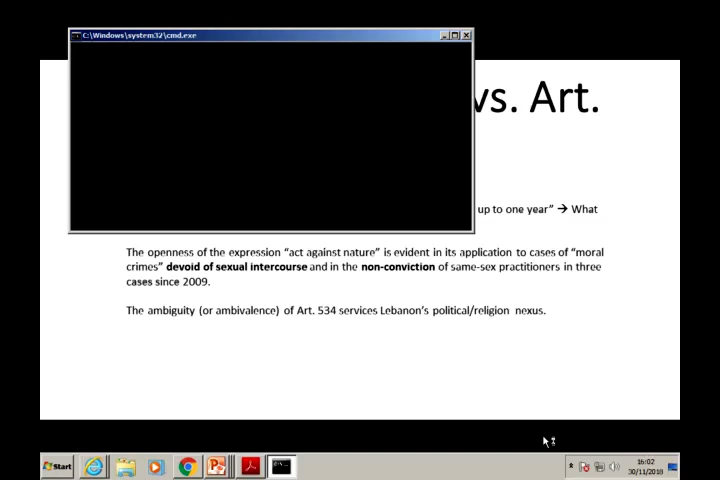 C:\Windows\system32\cmd.exe
vs. Art.
up to one year” → What
The openness of the expression “act against nature” is evident in its application to cases of “moral
crimes” devoid of sexual intercourse and in the non-conviction of same-sex practitioners in three
cases since 2009.
The ambiguity (or ambivalence) of Art. 534 services Lebanon’s political/religion nexus.
Start
16:02
30/11/2018